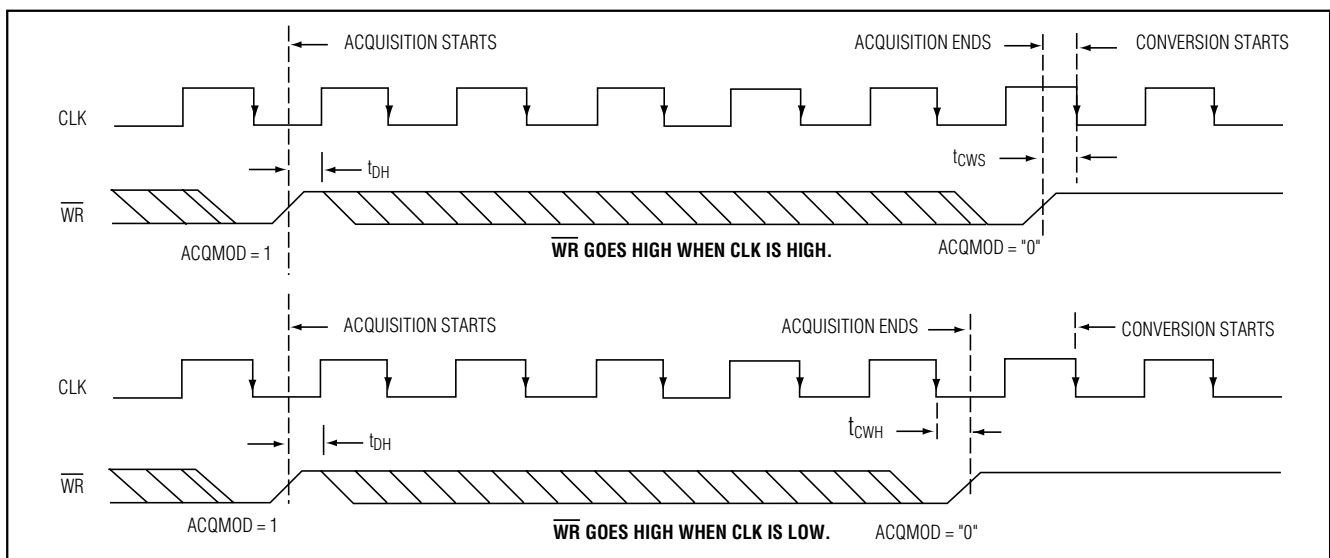 ACQUISITION STARTS
ACQUISITION ENDS
CONVERSION STARTS
CLK
tDH
tCWS
WR
ACQMOD = 1
WR GOES HIGH WHEN CLK IS HIGH.
ACQMOD = "0"
ACQUISITION STARTS
ACQUISITION ENDS
CONVERSION STARTS
CLK
tDH
tCWH
WR
ACQMOD = 1
WR GOES HIGH WHEN CLK IS LOW.
ACQMOD = "0"